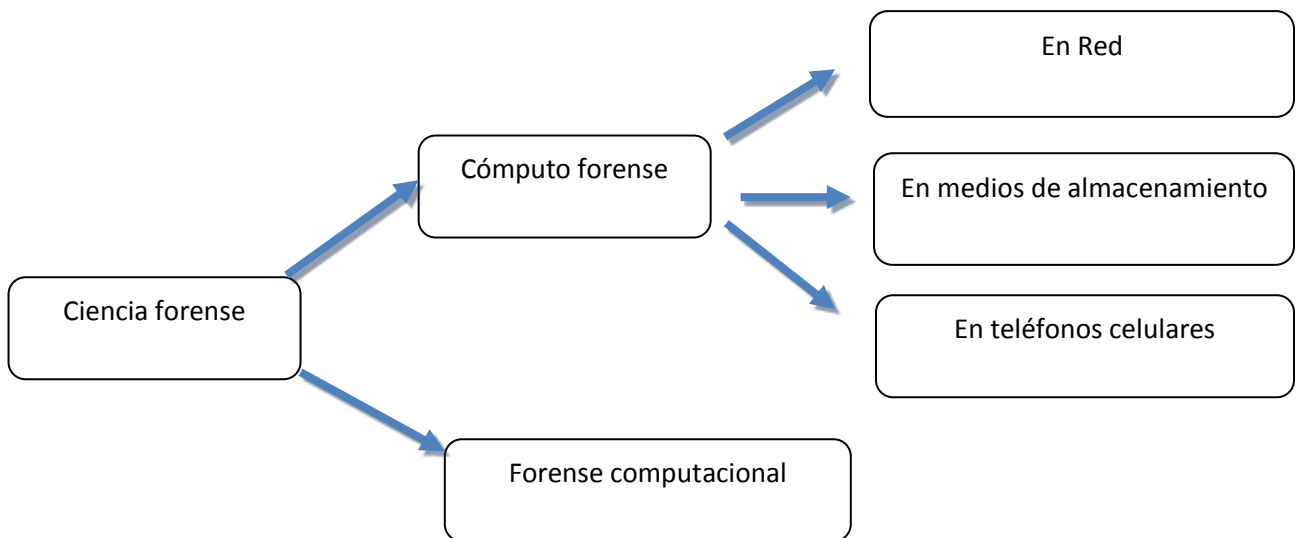 En Red
Cómputo forense
En medios de almacenamiento
Ciencia forense
En teléfonos celulares
Forense computacional